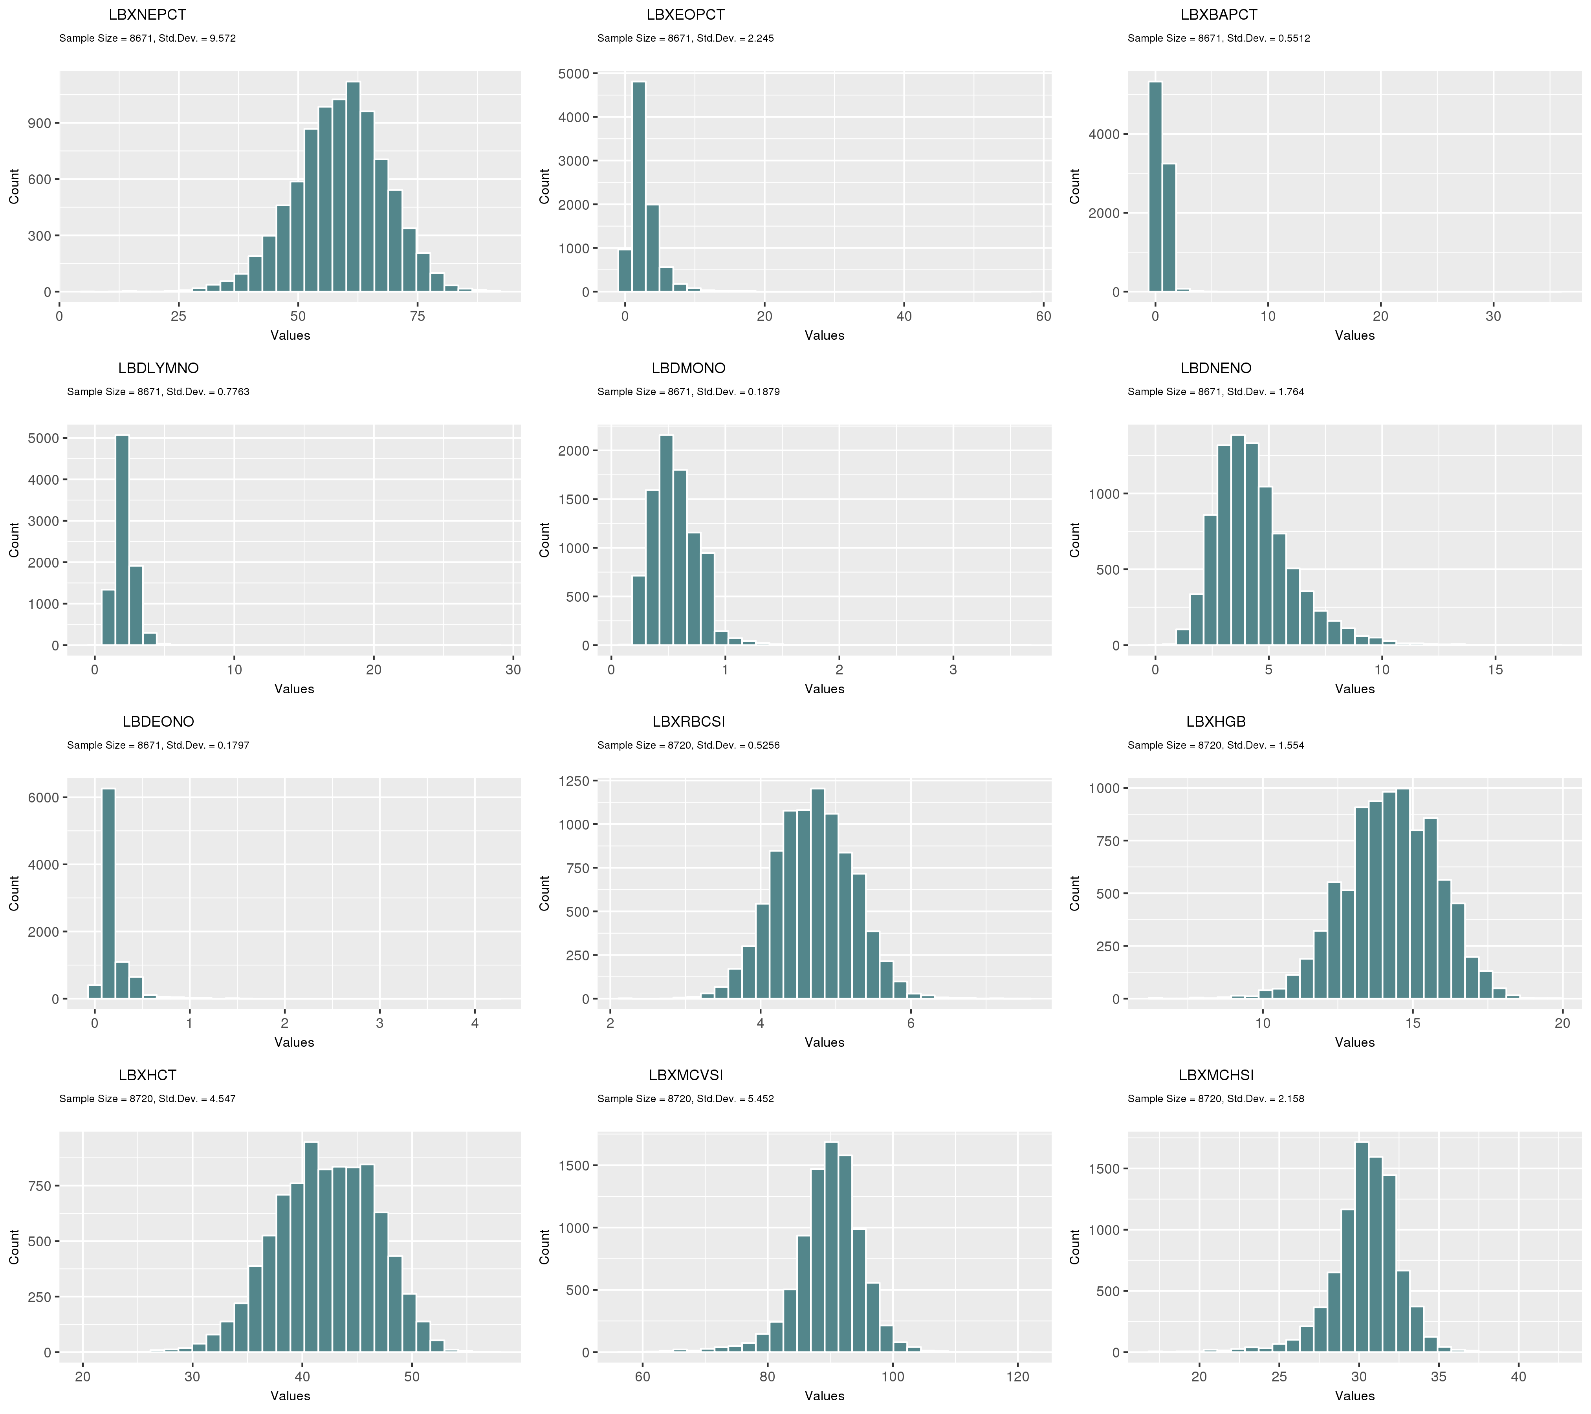 LBXNEPCT
Sample Size = 8671, Std.Dev. = 9.572
900
600
300
0
Count
0 25 50 75
Values
LBXEOPCT
Sample Size = 8671, Std.Dev. = 2.245
5000
4000
3000
2000
1000
0
Count
0 20 40 60
Values
LBXBAPCT
Sample Size = 8671, Std.Dev. = 0.5512
4000
2000
0
Count
0 10 20 30
Values
LBDLYMNO
Sample Size = 8671, Std.Dev. = 0.7763
5000
4000
3000
2000
1000
0
Count
0 10 20 30
Values
LBDMONO
Sample Size = 8671, Std.Dev. = 0.1879
2000
1500
1000
500
0
Count
0 1 2 3
Values
LBDNENO
Sample Size = 8671, Std.Dev. = 1.764
1000
500
0
Count
0 5 10 15
Values
LBDEONO
Sample Size = 8671, Std.Dev. = 0.1797
6000
4000
2000
0
Count
0 1 2 3 4
Values
LBXRBCSI
Sample Size = 8720, Std.Dev. = 0.5256
1250
1000
750
500
250
0
Count
2 4 6
Values
LBXHGB
Sample Size = 8720, Std.Dev. = 1.554
1000
750
500
250
0
Count
10 15 20
Values
LBXHCT
Sample Size = 8720, Std.Dev. = 4.547
750
500
250
0
Count
20 30 40 50
Values
LBXMCVSI
Sample Size = 8720, Std.Dev. = 5.452
1500
1000
500
0
Count
60 80 100 120
Values
LBXMCHSI
Sample Size = 8720, Std.Dev. = 2.158
1500
1000
500
0
Count
20 25 30 35 40
Values